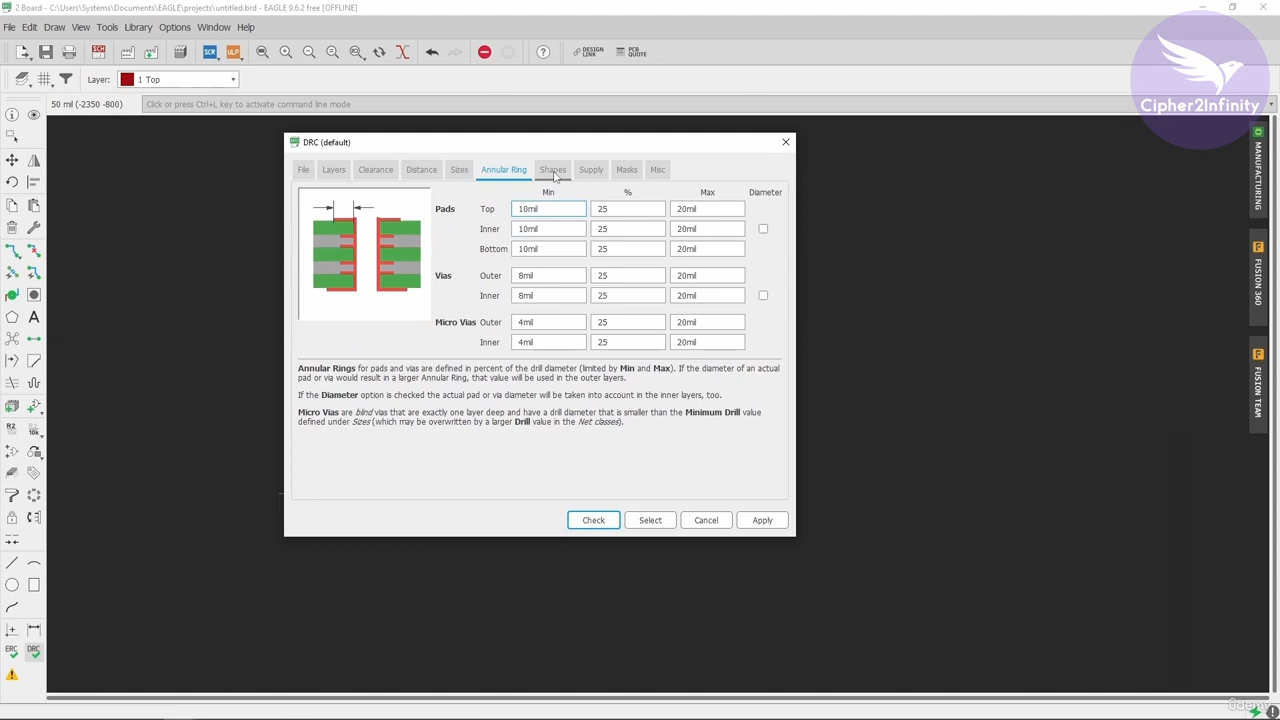 2 Board - C:\Users\Systems\Documents\EAGLE\projects\untitled.brd - EAGLE 9.6.2 free [OFFLINE]
File Edit Draw View Tools Library Options Window Help
SCH SCR ULP DESIGN LINK PCB QUOTE
Layer: 1 Top
50 mil (-2350 -800) Click or press Ctrl+L key to activate command line mode
Cipher2Infinity
DRC (default)
File Layers Clearance Distance Sizes Annular Ring Shapes Supply Masks Misc
Min % Max Diameter
Pads Top 10mil 25 20mil
Inner 10mil 25 20mil
Bottom 10mil 25 20mil
Vias Outer 8mil 25 20mil
Inner 8mil 25 20mil
Micro Vias Outer 4mil 25 20mil
Inner 4mil 25 20mil
Annular Rings for pads and vias are defined in percent of the drill diameter (limited by Min and Max). If the diameter of an actual
pad or via would result in a larger Annular Ring, that value will be used in the outer layers.
If the Diameter option is checked the actual pad or via diameter will be taken into account in the inner layers, too.
Micro Vias are blind vias that are exactly one layer deep and have a drill diameter that is smaller than the Minimum Drill value
defined under Sizes (which may be overwritten by a larger Drill value in the Net classes).
Check Select Cancel Apply
MANUFACTURING
FUSION 360
FUSION TEAM
R2 R2
10k 10k
ERC DRC
ûdemy